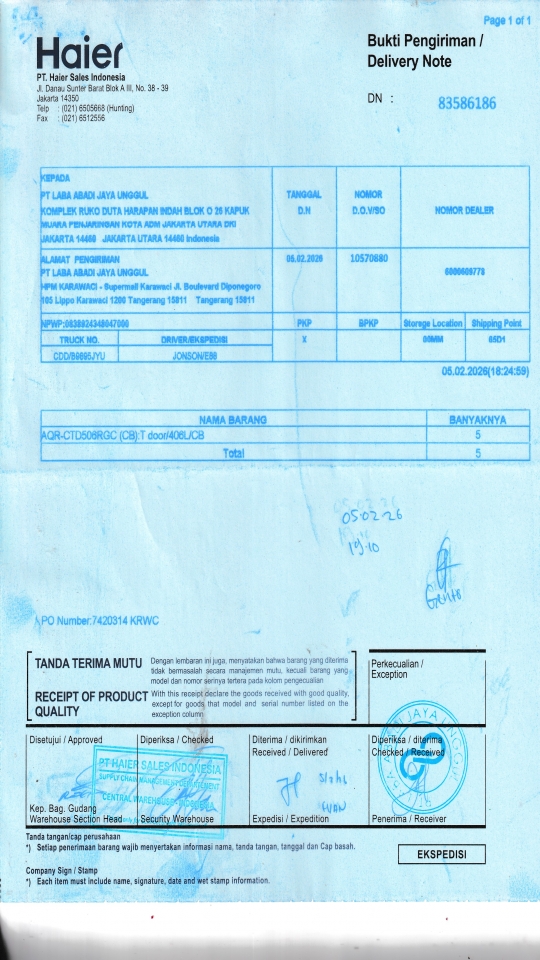 Page 1 of 1
Haier
Bukti Pengiriman /
Delivery Note
PT. Haier Sales Indonesia
Jl. Danau Sunter Barat Blok A III, No. 38 - 39
Jakarta 14350
Telp : (021) 6505668 (Hunting)
Fax : (021) 6512556
DN : 83586186
KEPADA
PT LABA ABADI JAYA UNGGUL
KOMPLEK RUKO DUTA HARAPAN INDAH BLOK O 26 KAPUK
MUARA PENJARINGAN KOTA ADM JAKARTA UTARA DKI
JAKARTA 14460 JAKARTA UTARA 14460 Indonesia
TANGGAL
D.N
NOMOR
D.O.V/SO
NOMOR DEALER
ALAMAT PENGIRIMAN
PT LABA ABADI JAYA UNGGUL
HPM KARAWACI - Supermall Karawaci Jl. Boulevard Diponegoro
105 Lippo Karawaci 1200 Tangerang 15811 Tangerang 15811
06.02.2026
10570880
NPWP:
PKP
BPKP
Storage Location
Shipping Point
TRUCK NO.
DRIVER/EKSPEDISI
X
CDD/B9895JYU
JONSON/E88
05.02.2026(18:24:59)
NAMA BARANG
BANYAKNYA
AQR-CTD506RGC (CB):T door/406L/CB
5
Total
5
05.02.26
19.10
PO Number:7420314 KRWC
TANDA TERIMA MUTU
Dengan lembaran ini juga, menyatakan bahwa barang yang diterima
tidak bermasalah secara manajemen mutu, kecuali barang yang
model dan nomor serinya tertera pada kolom pengecualian
RECEIPT OF PRODUCT
QUALITY
With this receipt declare the goods received with good quality,
except for goods that model and serial number listed on the
exception column
Perkecualian /
Exception
Disetujui / Approved
Diperiksa / Checked
Diterima / dikirimkan
Received / Delivered
Diperiksa / diterima
Checked / Received
PT HAIER SALES INDONESIA
SUPPLY CHAIN MANAGEMENT DEPARTMENT
CENTRAL WAREHOUSE - INDONESIA
5/2/26
IVAN
Kep. Bag. Gudang
Warehouse Section Head
Security Warehouse
Expedisi / Expedition
Penerima / Receiver
Tanda tangan/cap perusahaan
*) Setiap penerimaan barang wajib menyertakan informasi nama, tanda tangan, tanggal dan Cap basah.
EKSPEDISI
Company Sign / Stamp
*) Each item must include name, signature, date and wet stamp information.